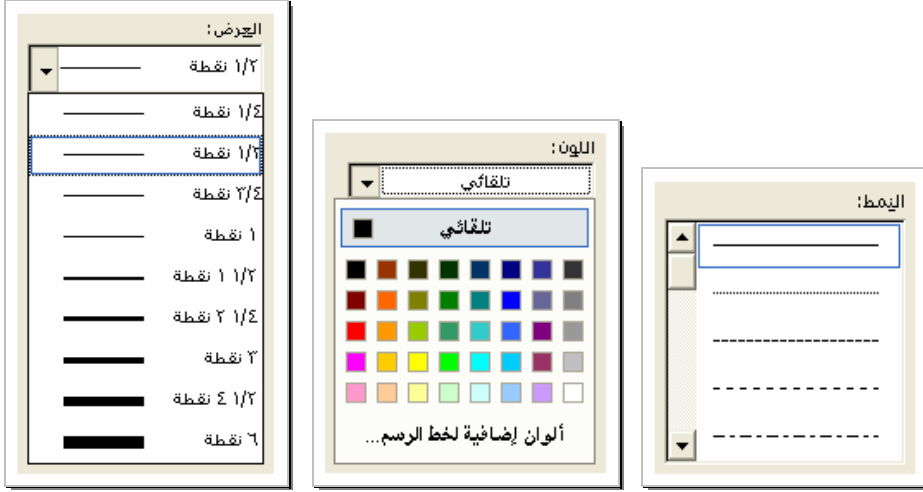 النمط:
اللون:
تلقائي
تلقائي
ألوان إضافية لخط الرسم...
العرض:
١/٢ نقطة
١/٤ نقطة
١/٢ نقطة
٣/٤ نقطة
١ نقطة
١/٢ ١ نقطة
١/٤ ٢ نقطة
٣ نقطة
١/٢ ٤ نقطة
٦ نقطة